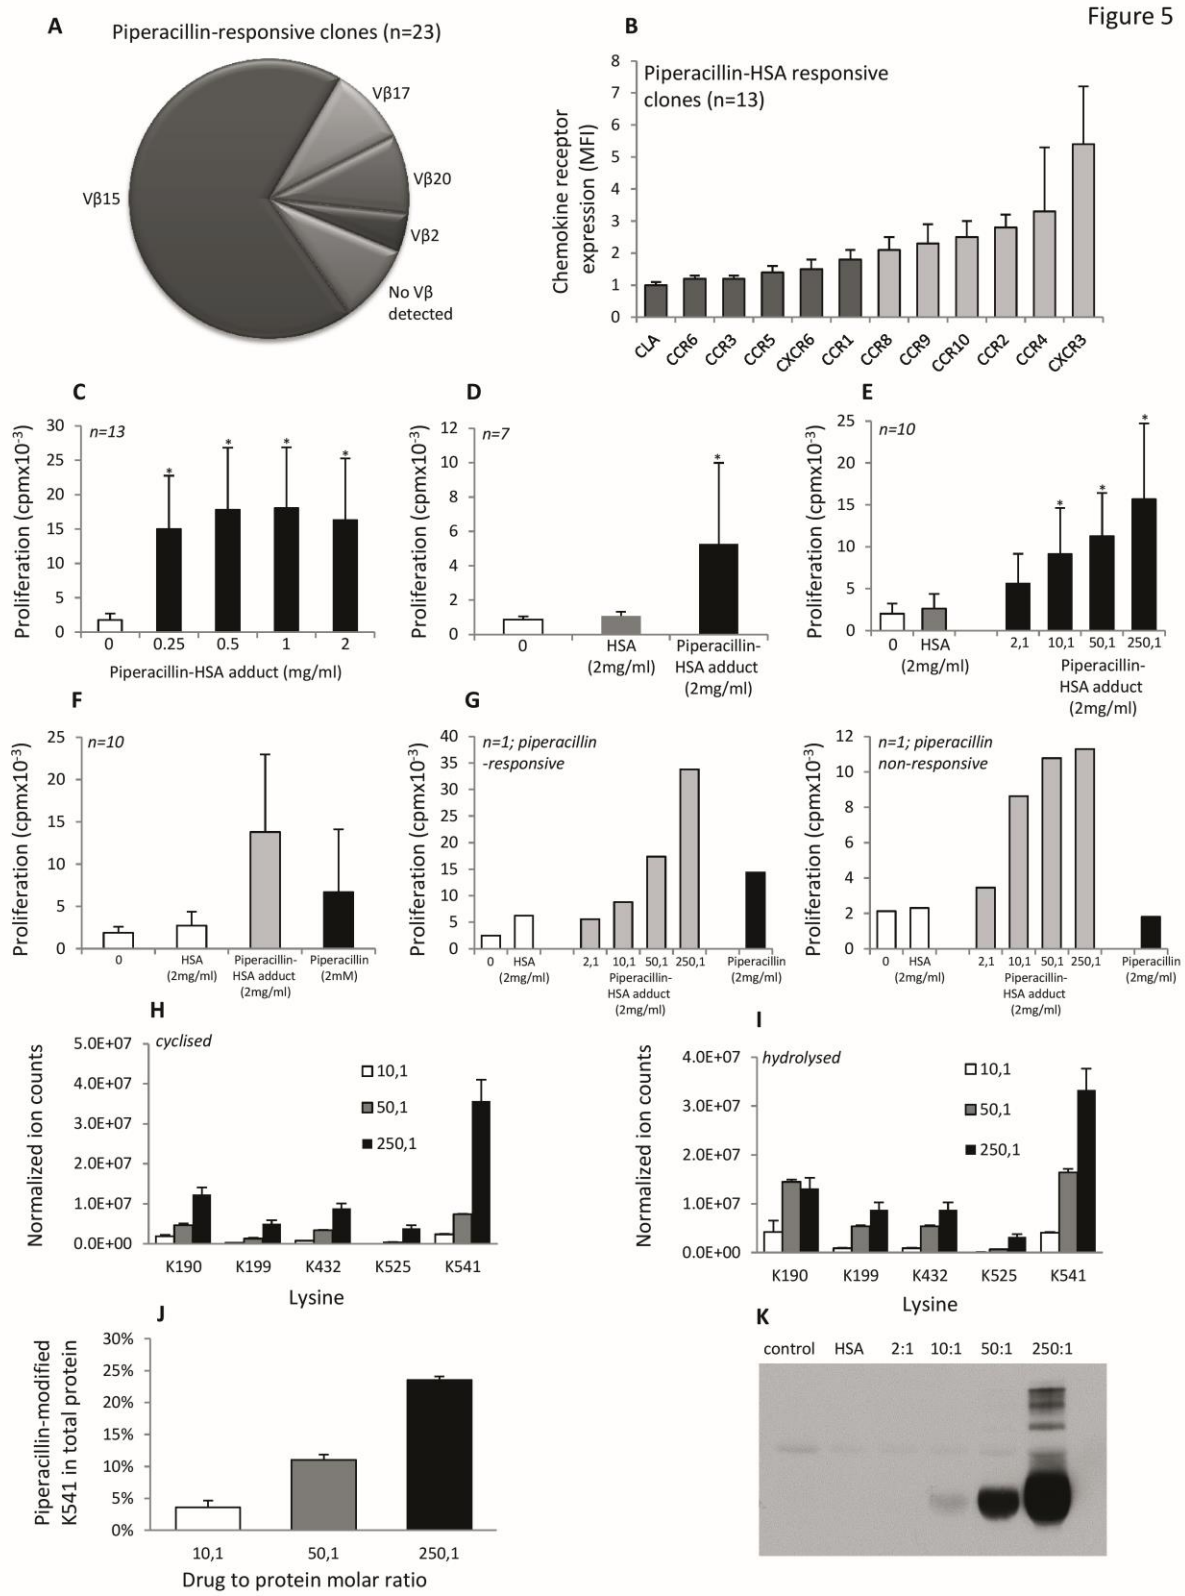 Figure 5
A
Piperacillin-responsive clones (n=23)
Vβ17
Vβ20
Vβ2
No Vβ
detected
Vβ15
B
Piperacillin-HSA responsive
clones (n=13)
Chemokine receptor
expression (MFI)
8
7
6
5
4
3
2
1
0
CLA CCR6 CCR3 CCR5 CXCR6 CCR1 CCR8 CCR9 CCR10 CCR2 CCR4 CXCR3
C
n=13
Proliferation (cpmx10⁻³)
30
25
20
15
10
5
0
* * * *
0 0.25 0.5 1 2
Piperacillin-HSA adduct (mg/ml)
D
n=7
Proliferation (cpmx10⁻³)
12
10
8
6
4
2
0
*
0 HSA Piperacillin-
(2mg/ml) HSA adduct
(2mg/ml)
E
n=10
Proliferation (cpmx10⁻³)
25
20
15
10
5
0
* * *
0 HSA 2,1 10,1 50,1 250,1
(2mg/ml) Piperacillin-
HSA adduct
(2mg/ml)
F
n=10
Proliferation (cpmx10⁻³)
25
20
15
10
5
0
0 HSA Piperacillin- Piperacillin
(2mg/ml) HSA adduct (2mM)
(2mg/ml)
G
n=1; piperacillin
-responsive
Proliferation (cpmx10⁻³)
40
35
30
25
20
15
10
5
0
0 HSA 2,1 10,1 50,1 250,1 Piperacillin
(2mg/ml) Piperacillin- (2mg/ml)
HSA adduct
(2mg/ml)
n=1; piperacillin
non-responsive
Proliferation (cpmx10⁻³)
12
10
8
6
4
2
0
0 HSA 2,1 10,1 50,1 250,1 Piperacillin
(2mg/ml) Piperacillin- (2mg/ml)
HSA adduct
(2mg/ml)
H
cyclised
Normalized ion counts
5.0E+07
4.0E+07
3.0E+07
2.0E+07
1.0E+07
0.0E+00
10,1
50,1
250,1
K190 K199 K432 K525 K541
Lysine
I
hydrolysed
Normalized ion counts
4.0E+07
3.0E+07
2.0E+07
1.0E+07
0.0E+00
10,1
50,1
250,1
K190 K199 K432 K525 K541
Lysine
J
Piperacillin-modified
K541 in total protein
30%
25%
20%
15%
10%
5%
0%
10,1 50,1 250,1
Drug to protein molar ratio
K
control HSA 2:1 10:1 50:1 250:1